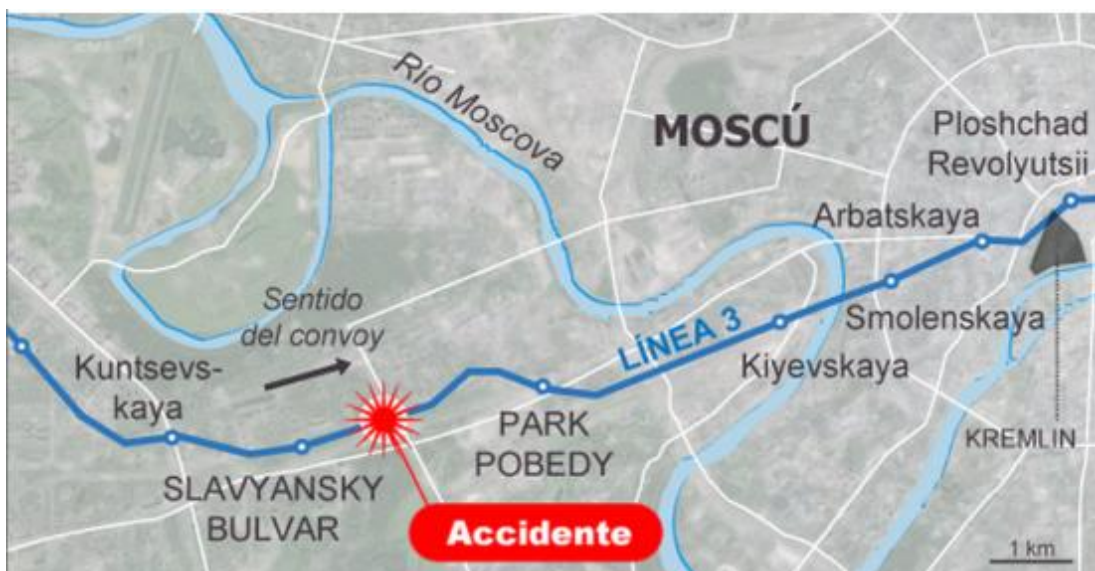 Río Moscova
MOSCÚ
Ploshchad
Revolyutsii
Arbatskaya
Sentido
del convoy
LÍNEA 3
Smolenskaya
Kuntsevs-
kaya
Kiyevskaya
PARK
POBEDY
KREMLIN
SLAVYANSKY
BULVAR
Accidente
1 km